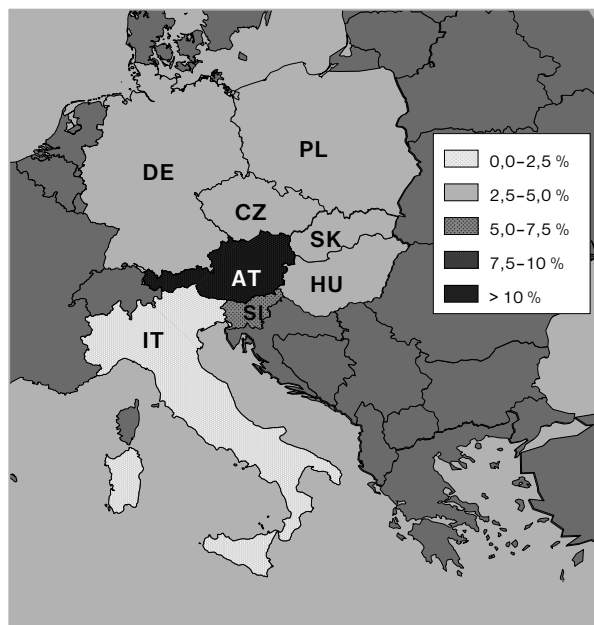 PL
DE
0,0–2,5 %
2,5–5,0 %
5,0–7,5 %
7,5–10 %
> 10 %
CZ
SK
AT
HU
SI
IT